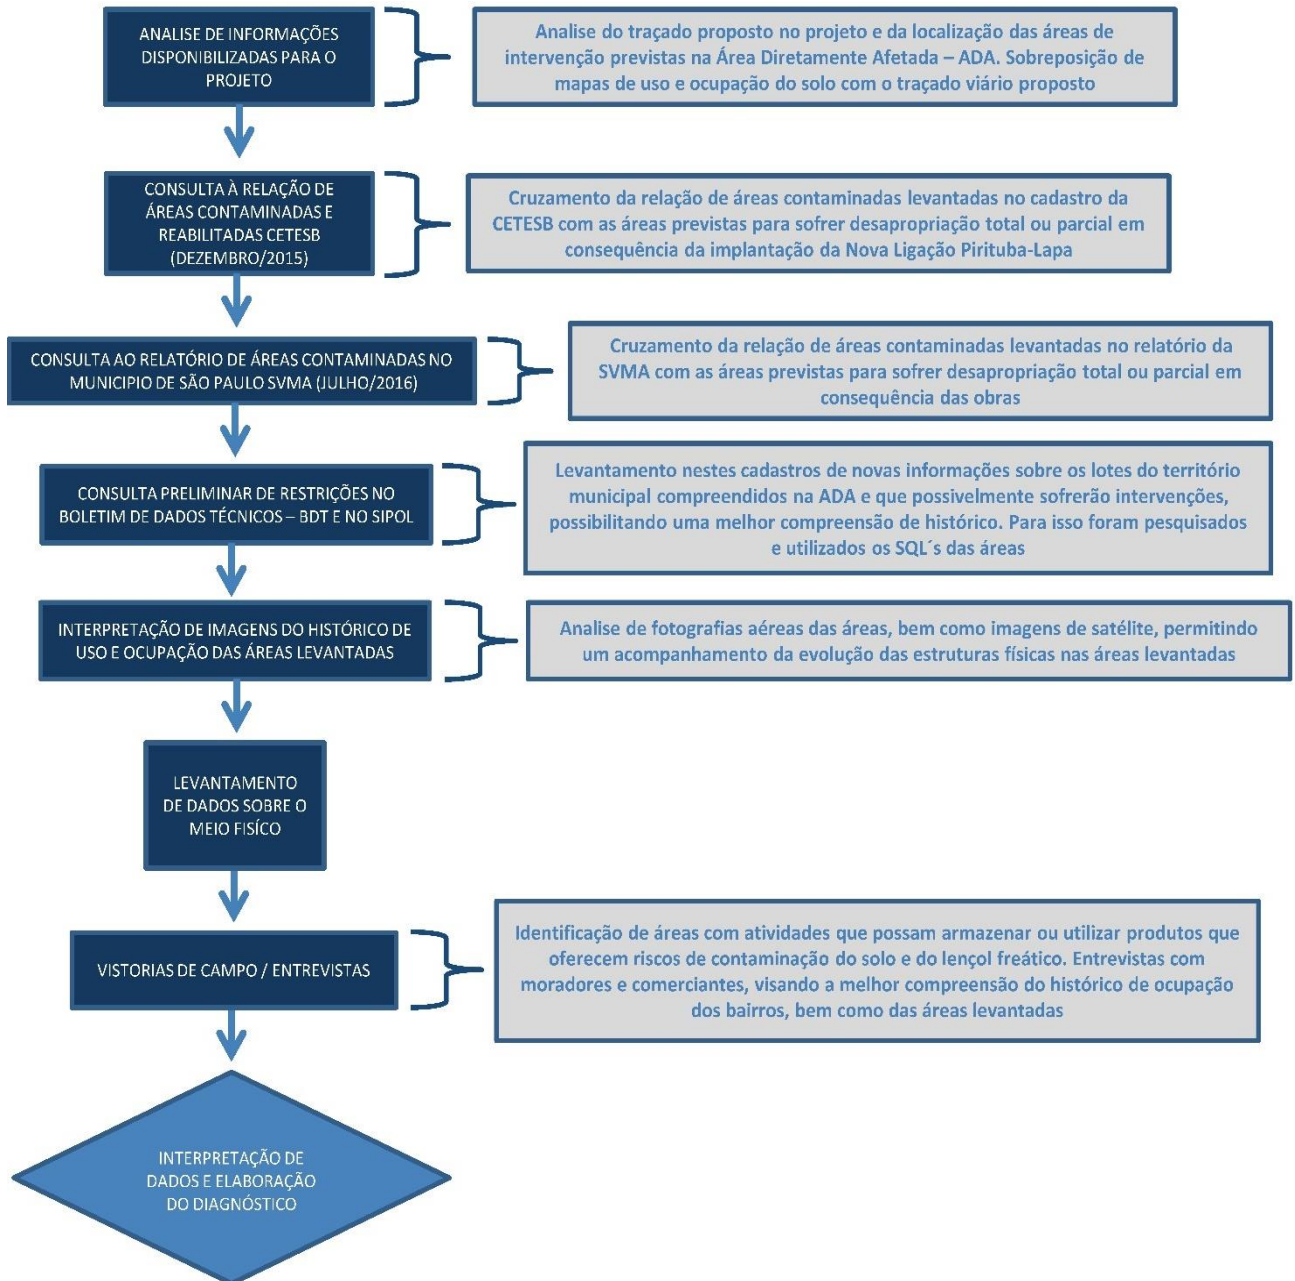 ANALISE DE INFORMAÇÕES
DISPONIBILIZADAS PARA O
PROJETO
Analise do traçado proposto no projeto e da localização das áreas de
intervenção previstas na Área Diretamente Afetada – ADA. Sobreposição de
mapas de uso e ocupação do solo com o traçado viário proposto
CONSULTA À RELAÇÃO DE
ÁREAS CONTAMINADAS E
REABILITADAS CETESB
(DEZEMBRO/2015)
Cruzamento da relação de áreas contaminadas levantadas no cadastro da
CETESB com as áreas previstas para sofrer desapropriação total ou parcial em
consequência da implantação da Nova Ligação Pirituba-Lapa
CONSULTA AO RELATÓRIO DE ÁREAS CONTAMINADAS NO
MUNICIPIO DE SÃO PAULO SVMA (JULHO/2016)
Cruzamento da relação de áreas contaminadas levantadas no relatório da
SVMA com as áreas previstas para sofrer desapropriação total ou parcial em
consequência das obras
CONSULTA PRELIMINAR DE RESTRIÇÕES NO
BOLETIM DE DADOS TÉCNICOS – BDT E NO SIPOL
Levantamento nestes cadastros de novas informações sobre os lotes do território
municipal compreendidos na ADA e que possivelmente sofrerão intervenções,
possibilitando uma melhor compreensão de histórico. Para isso foram pesquisados
e utilizados os SQL´s das áreas
INTERPRETAÇÃO DE IMAGENS DO HISTÓRICO DE
USO E OCUPAÇÃO DAS ÁREAS LEVANTADAS
Analise de fotografias aéreas das áreas, bem como imagens de satélite, permitindo
um acompanhamento da evolução das estruturas físicas nas áreas levantadas
LEVANTAMENTO
DE DADOS SOBRE O
MEIO FISÍCO
VISTORIAS DE CAMPO / ENTREVISTAS
Identificação de áreas com atividades que possam armazenar ou utilizar produtos que
oferecem riscos de contaminação do solo e do lençol freático. Entrevistas com
moradores e comerciantes, visando a melhor compreensão do histórico de ocupação
dos bairros, bem como das áreas levantadas
INTERPRETAÇÃO DE
DADOS E ELABORAÇÃO
DO DIAGNÓSTICO